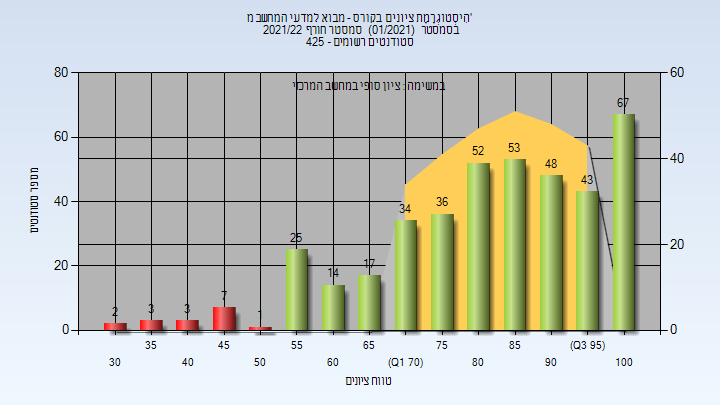 היסטוגרמת ציונים בקורס - מבוא למדעי המחשב מ'
בסמסטר (01/2021) סמסטר חורף 2021/22
סטודנטים רשומים - 425
במשימה : ציון סופי במחשב המרכזי
מספר סטודנטים
80 60 40 20 0
60 40 20 0
2 3 3 7 1 25 14 17 34 36 52 53 48 43 67
35 45 55 65 75 85 (Q3 95)
30 40 50 60 (Q1 70) 80 90 100
טווח ציונים